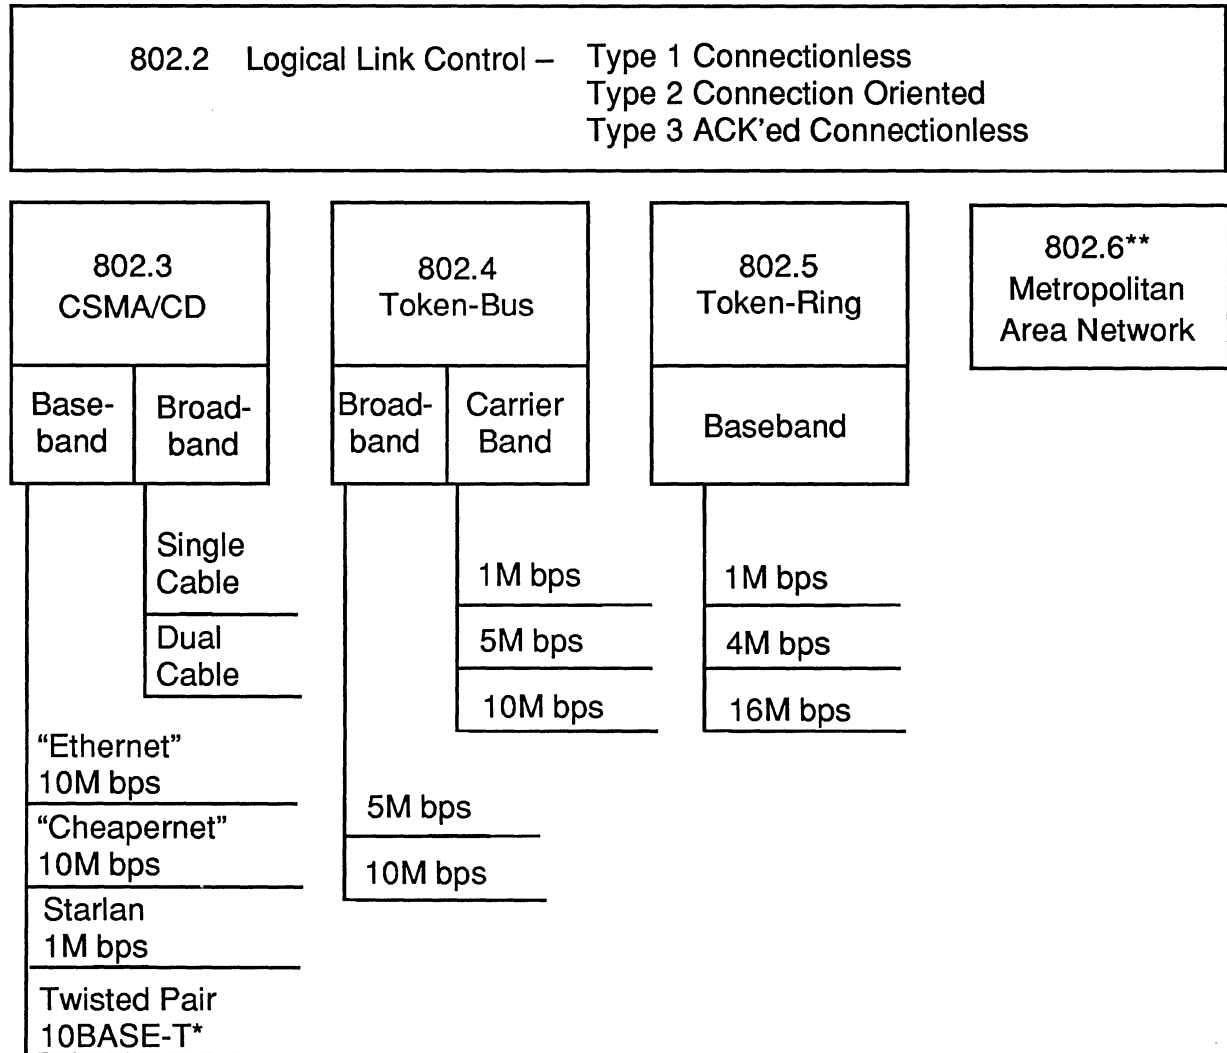 802.2 Logical Link Control – Type 1 Connectionless
Type 2 Connection Oriented
Type 3 ACK'ed Connectionless
802.3
CSMA/CD
Base-
band
Broad-
band
Single
Cable
Dual
Cable
“Ethernet”
10M bps
“Cheapernet”
10M bps
Starlan
1M bps
Twisted Pair
10BASE-T*
802.4
Token-Bus
Broad-
band
Carrier
Band
1M bps
5M bps
10M bps
5M bps
10M bps
802.5
Token-Ring
Baseband
1M bps
4M bps
16M bps
802.6**
Metropolitan
Area Network